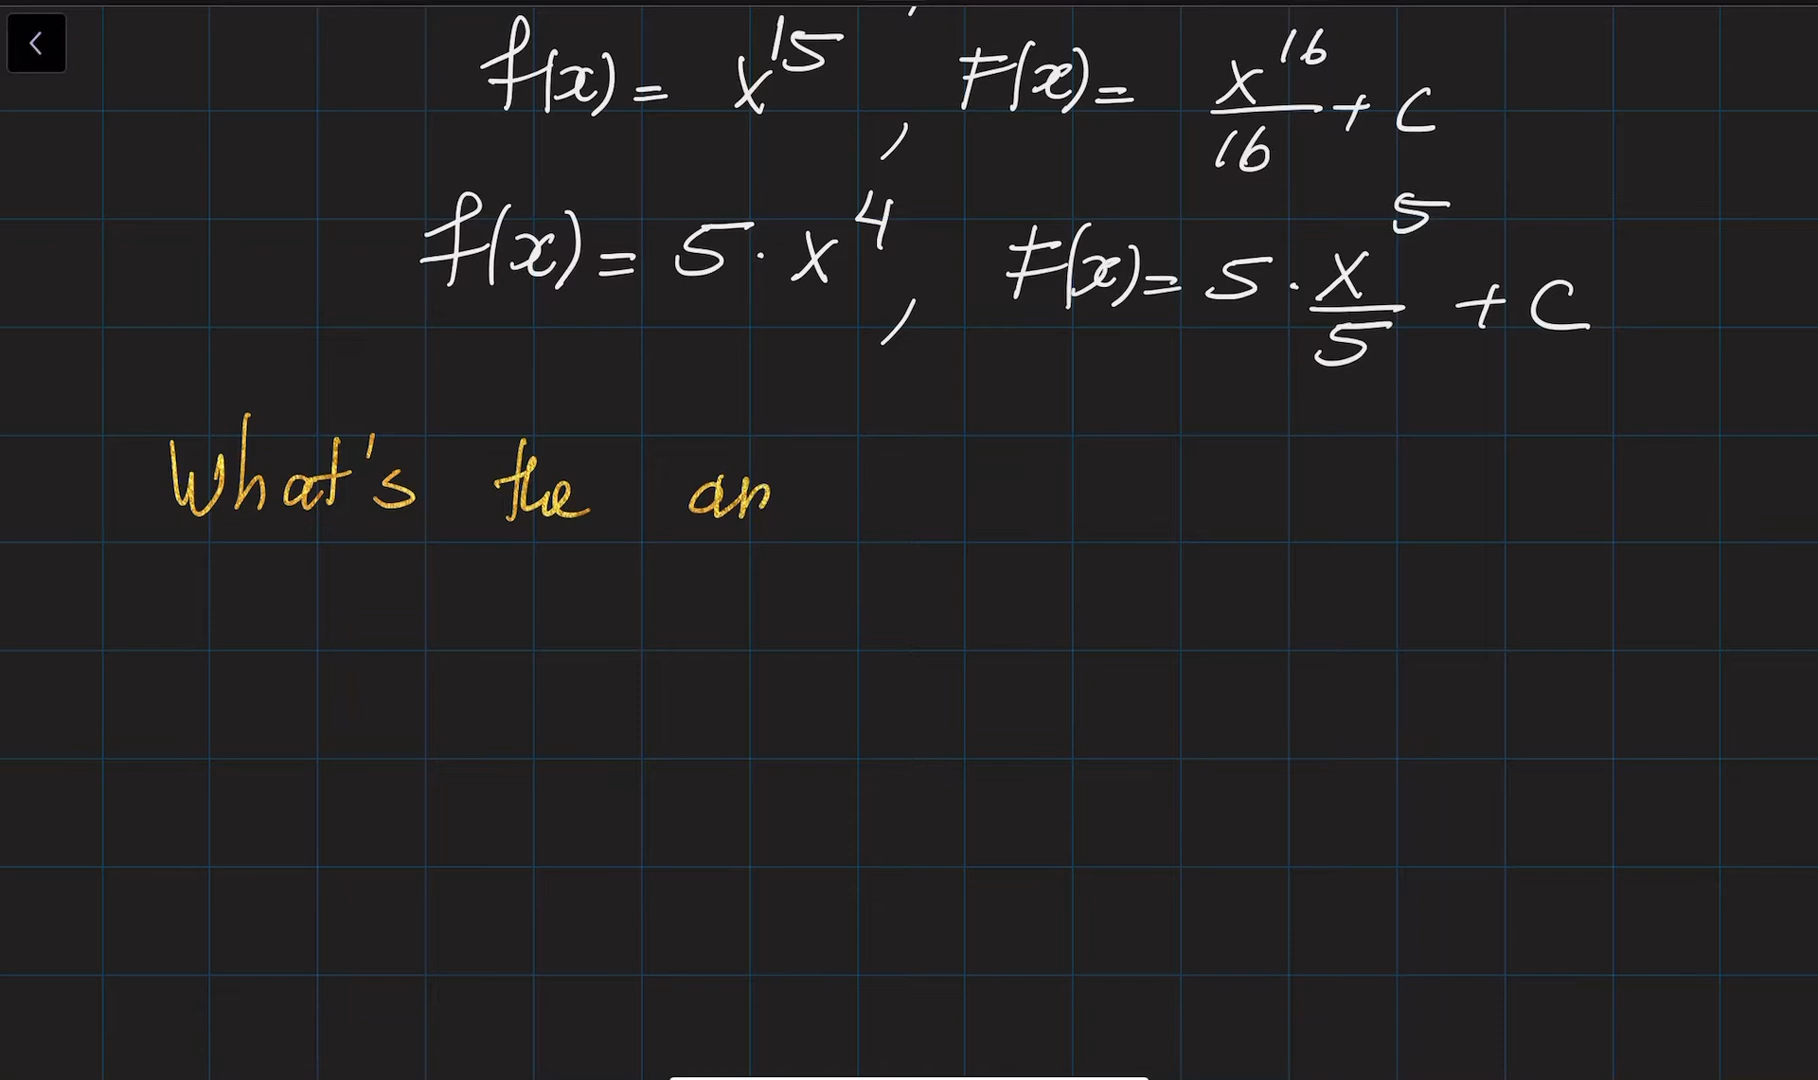 f(x) = x^15 , F(x) = x^16/16 + C
f(x) = 5 · x^4 , F(x) = 5 · x^5/5 + C
What's the an